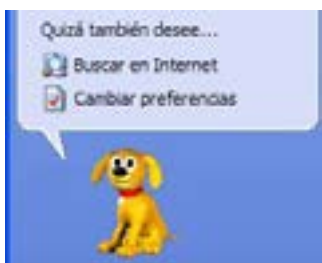 Quizá también desee...
Buscar en Internet
Cambiar preferencias